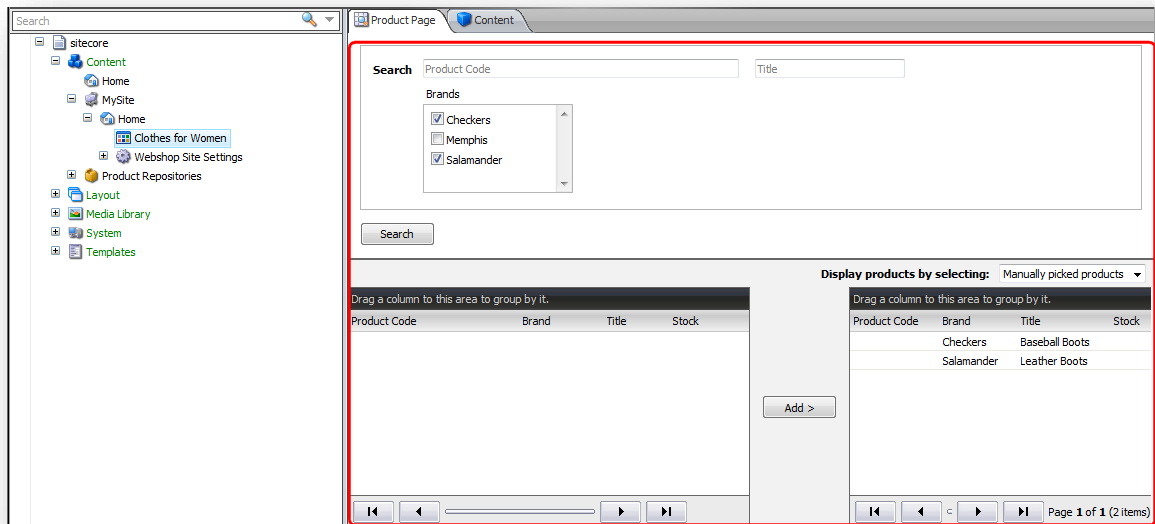 Search
sitecore
Content
Home
MySite
Home
Clothes for Women
Webshop Site Settings
Product Repositories
Layout
Media Library
System
Templates
Product Page Content
Search Product Code Title
Brands
Checkers
Memphis
Salamander
Search
Display products by selecting: Manually picked products
Drag a column to this area to group by it.
Product Code Brand Title Stock
Add >
Drag a column to this area to group by it.
Product Code Brand Title Stock
Checkers Baseball Boots
Salamander Leather Boots
Page 1 of 1 (2 items)